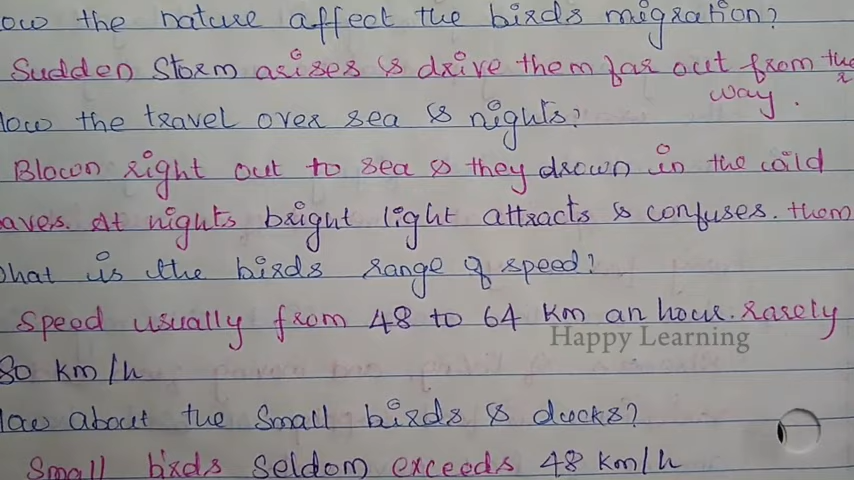 ow the nature affect the birds migration?
Sudden Storm arises & drive them far out from the
way.
How the travel over sea & nights?
Blown right out to sea & they drown in the wild
aves. At nights bright light attracts & confuses. them
hat is the birds range of speed?
Speed usually from 48 to 64 km an hour. rarely
80 km/h
Happy Learning
How about the Small birds & ducks?
Small birds seldom exceeds 48 km/h